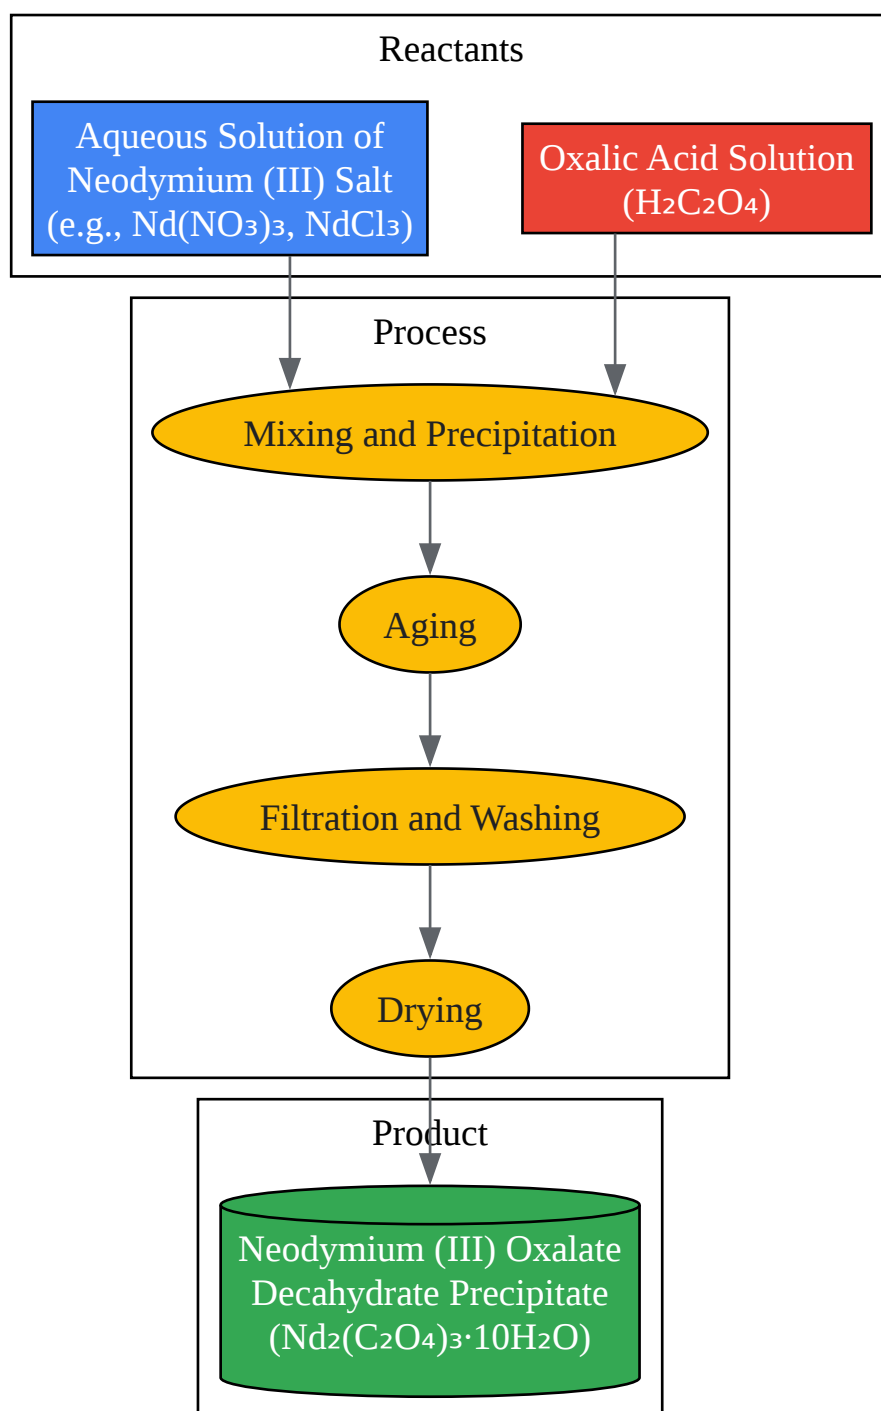 Reactants
Aqueous Solution of
Neodymium (III) Salt
(e.g., Nd(NO₃)₃, NdCl₃)
Oxalic Acid Solution
(H₂C₂O₄)
Process
Mixing and Precipitation
Aging
Filtration and Washing
Drying
Product
Neodymium (III) Oxalate
Decahydrate Precipitate
(Nd₂(C₂O₄)₃·10H₂O)